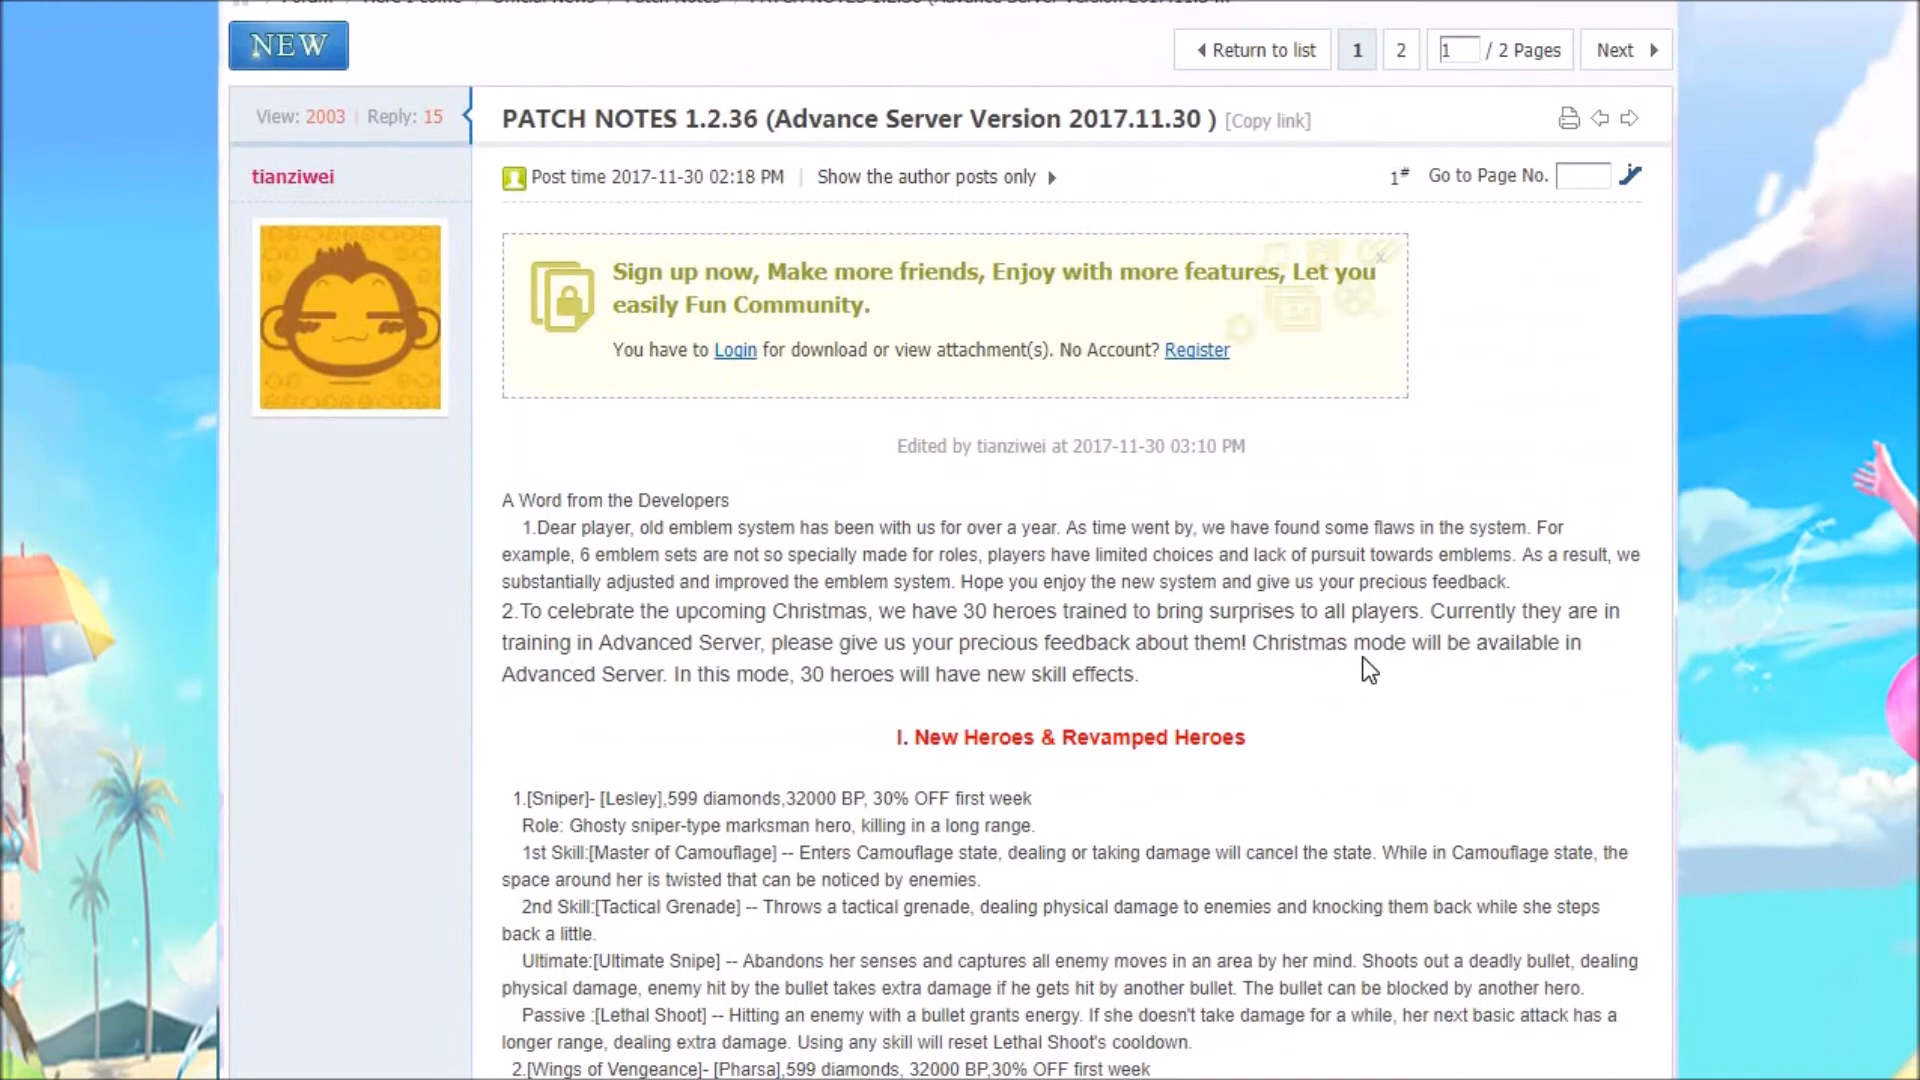 NEW
Return to list
1
2
1 / 2 Pages
Next
View: 2003 | Reply: 15
PATCH NOTES 1.2.36 (Advance Server Version 2017.11.30 ) [Copy link]
tianziwei
Post time 2017-11-30 02:18 PM | Show the author posts only
1# Go to Page No.
Sign up now, Make more friends, Enjoy with more features, Let you
easily Fun Community.
You have to Login for download or view attachment(s). No Account? Register
Edited by tianziwei at 2017-11-30 03:10 PM
A Word from the Developers
1.Dear player, old emblem system has been with us for over a year. As time went by, we have found some flaws in the system. For
example, 6 emblem sets are not so specially made for roles, players have limited choices and lack of pursuit towards emblems. As a result, we
substantially adjusted and improved the emblem system. Hope you enjoy the new system and give us your precious feedback.
2.To celebrate the upcoming Christmas, we have 30 heroes trained to bring surprises to all players. Currently they are in
training in Advanced Server, please give us your precious feedback about them! Christmas mode will be available in
Advanced Server. In this mode, 30 heroes will have new skill effects.
I. New Heroes & Revamped Heroes
1.[Sniper]- [Lesley],599 diamonds,32000 BP, 30% OFF first week
Role: Ghosty sniper-type marksman hero, killing in a long range.
1st Skill:[Master of Camouflage] -- Enters Camouflage state, dealing or taking damage will cancel the state. While in Camouflage state, the
space around her is twisted that can be noticed by enemies.
2nd Skill:[Tactical Grenade] -- Throws a tactical grenade, dealing physical damage to enemies and knocking them back while she steps
back a little.
Ultimate:[Ultimate Snipe] -- Abandons her senses and captures all enemy moves in an area by her mind. Shoots out a deadly bullet, dealing
physical damage, enemy hit by the bullet takes extra damage if he gets hit by another bullet. The bullet can be blocked by another hero.
Passive :[Lethal Shoot] -- Hitting an enemy with a bullet grants energy. If she doesn't take damage for a while, her next basic attack has a
longer range, dealing extra damage. Using any skill will reset Lethal Shoot's cooldown.
2.[Wings of Vengeance]- [Pharsa],599 diamonds, 32000 BP,30% OFF first week